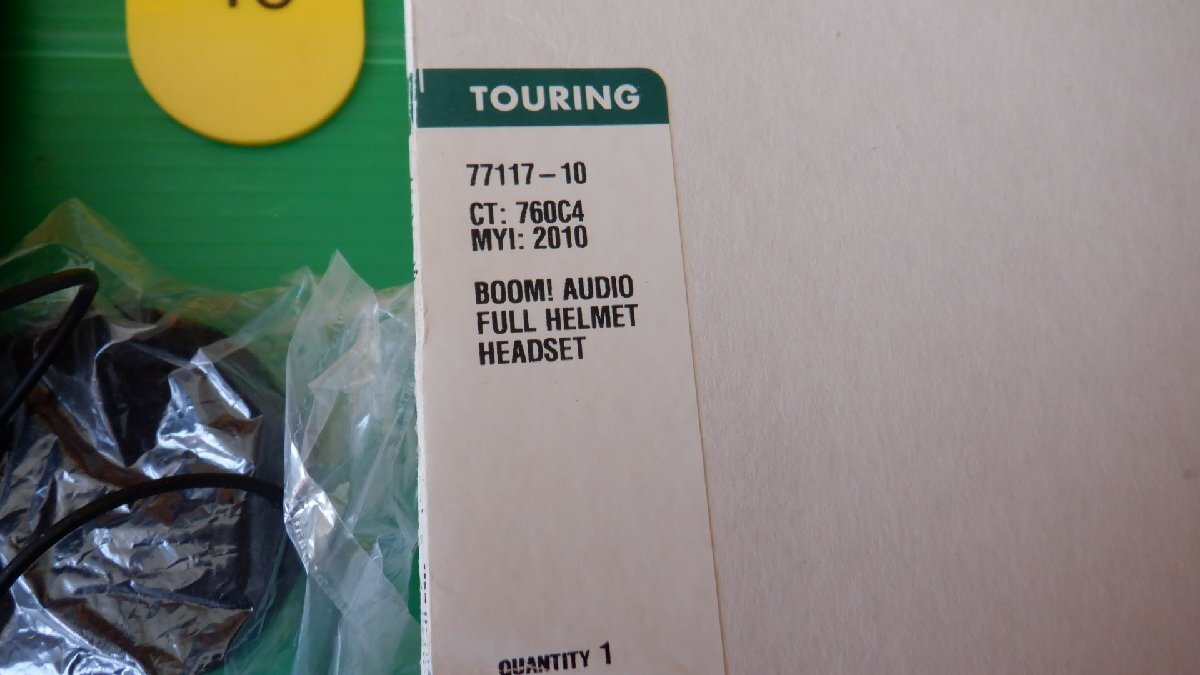 TOURING
77117-10
CT: 760C4
MYI: 2010
BOOM! AUDIO
FULL HELMET
HEADSET
QUANTITY 1